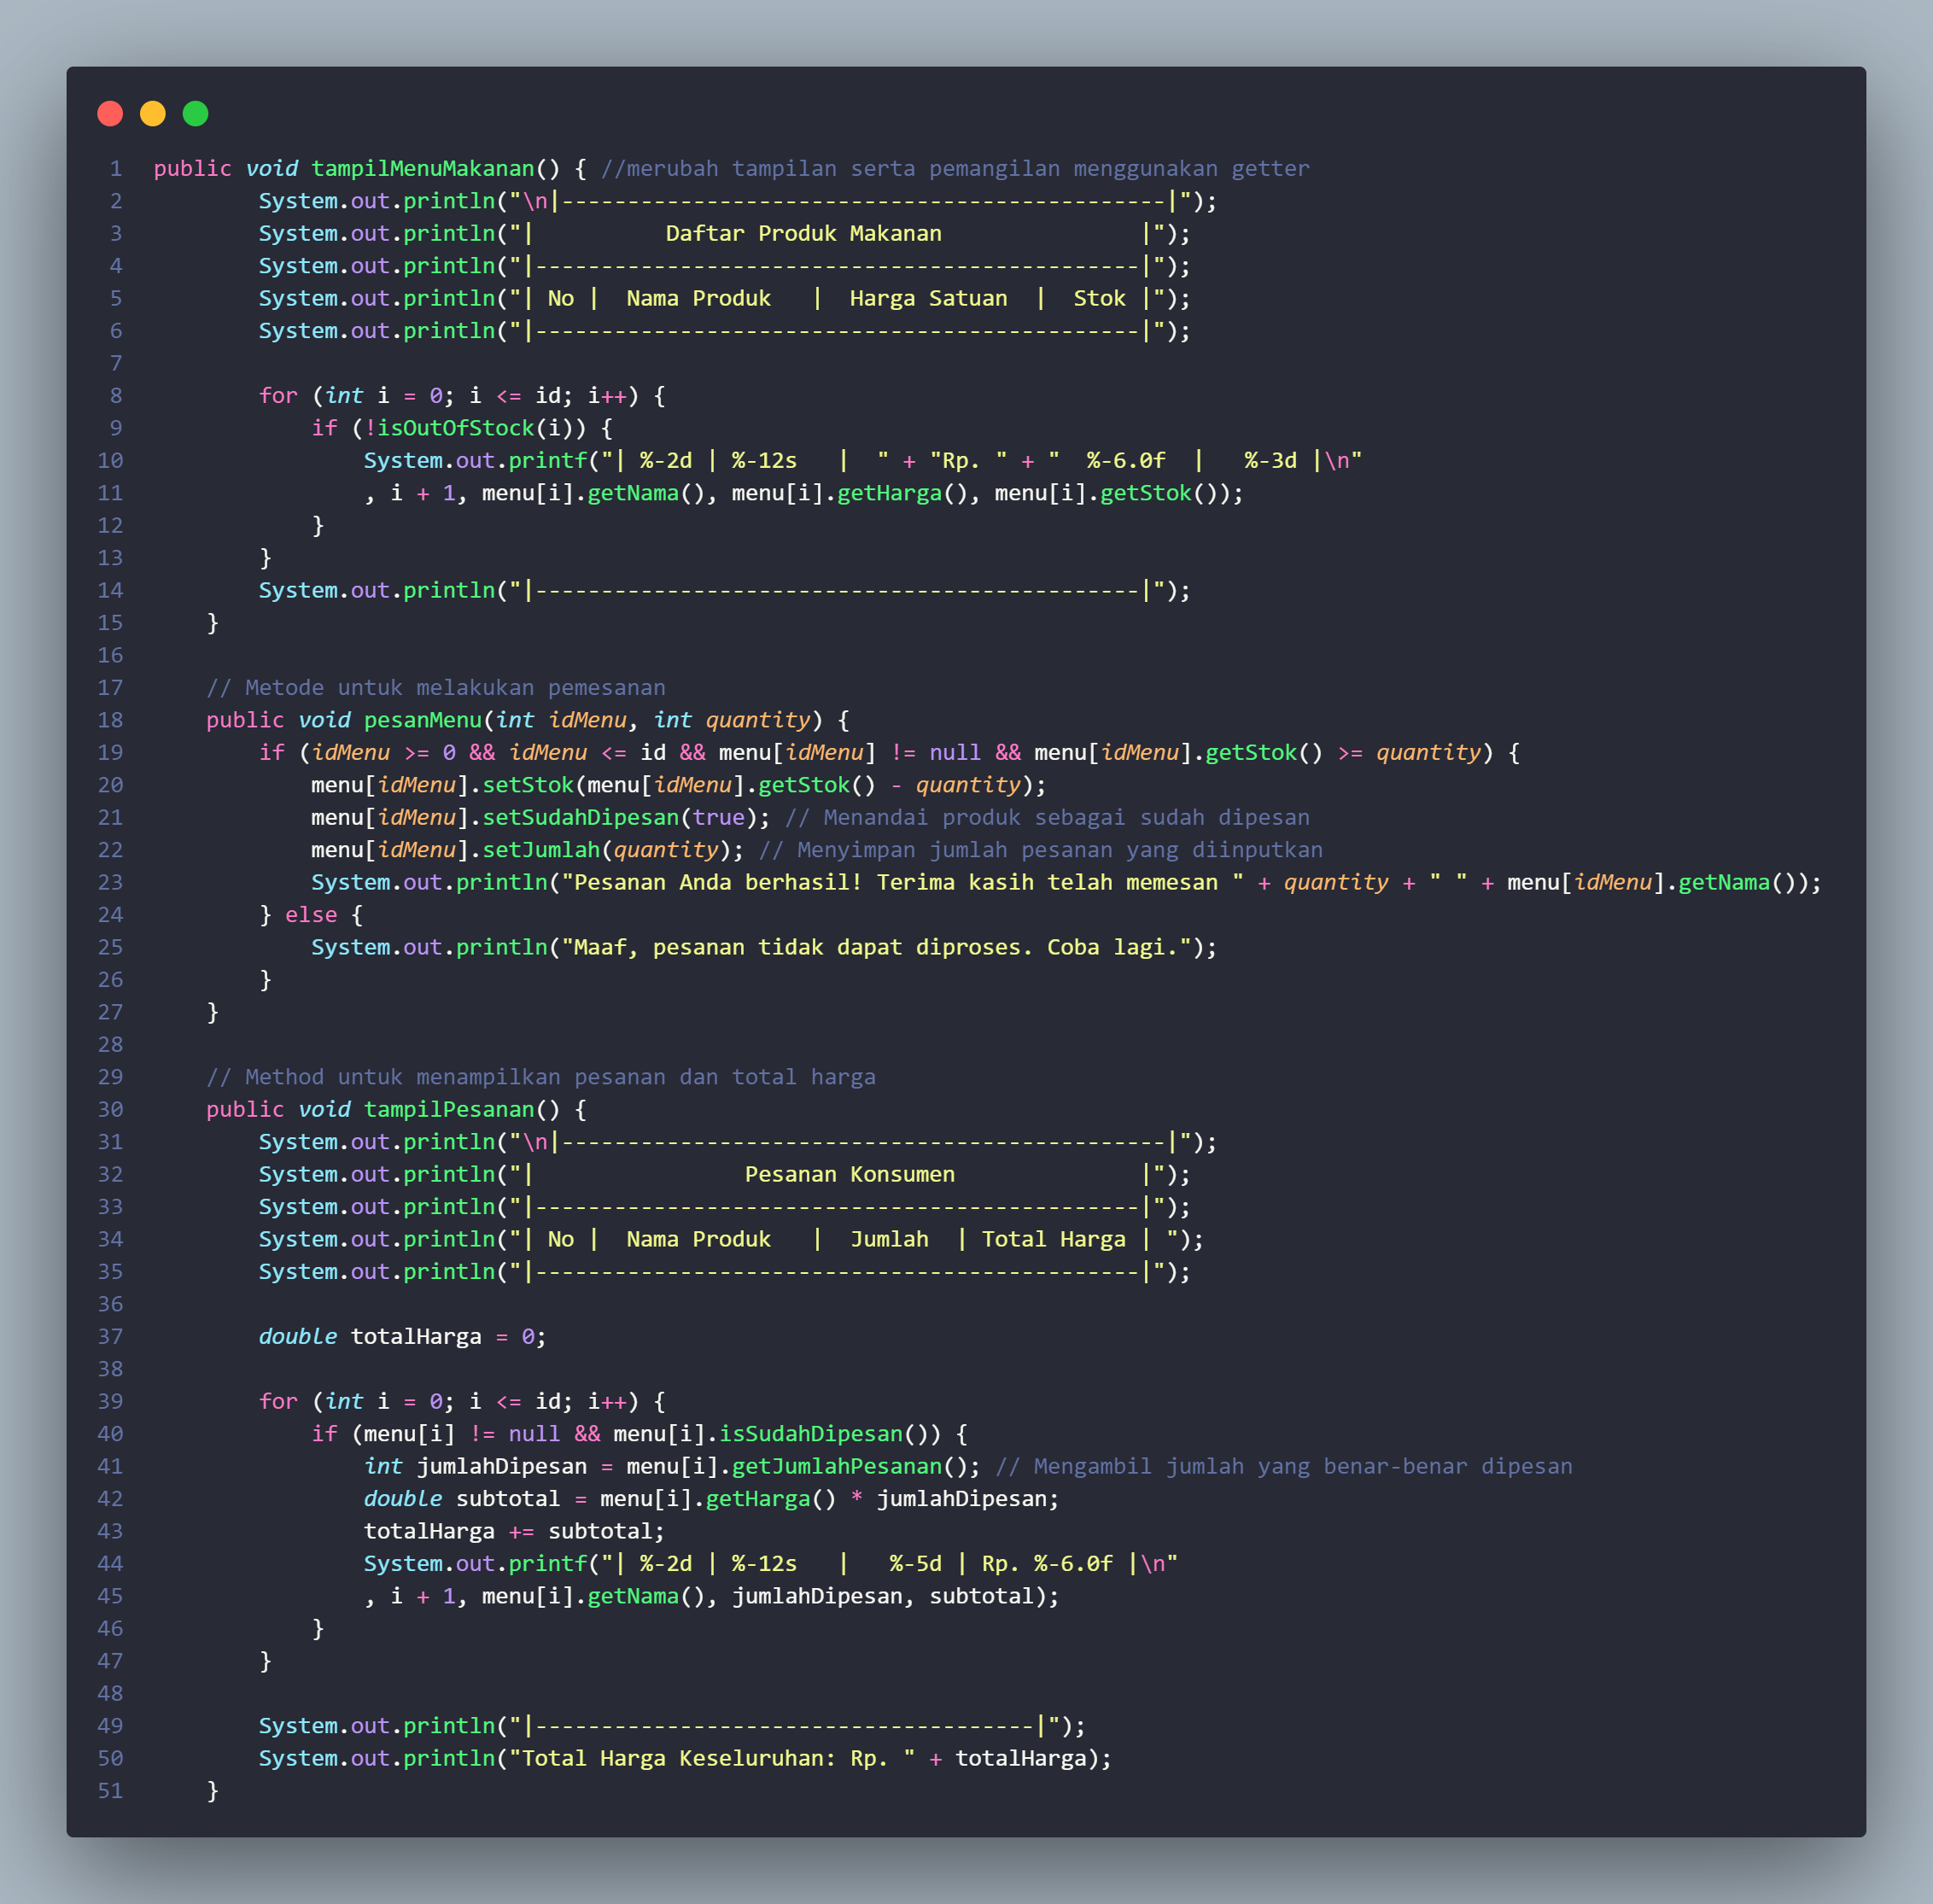 1 public void tampilMenuMakanan() { //merubah tampilan serta pemangilan menggunakan getter
2         System.out.println("\n|----------------------------------------------|");
3         System.out.println("|          Daftar Produk Makanan               |");
4         System.out.println("|----------------------------------------------|");
5         System.out.println("| No |  Nama Produk   |  Harga Satuan  |  Stok |");
6         System.out.println("|----------------------------------------------|");
7
8         for (int i = 0; i <= id; i++) {
9             if (!isOutOfStock(i)) {
10                 System.out.printf("| %-2d | %-12s   |  " + "Rp. " + "  %-6.0f  |   %-3d |\n"
11                 , i + 1, menu[i].getNama(), menu[i].getHarga(), menu[i].getStok());
12             }
13         }
14         System.out.println("|----------------------------------------------|");
15     }
16
17     // Metode untuk melakukan pemesanan
18     public void pesanMenu(int idMenu, int quantity) {
19         if (idMenu >= 0 && idMenu <= id && menu[idMenu] != null && menu[idMenu].getStok() >= quantity) {
20             menu[idMenu].setStok(menu[idMenu].getStok() - quantity);
21             menu[idMenu].setSudahDipesan(true); // Menandai produk sebagai sudah dipesan
22             menu[idMenu].setJumlah(quantity); // Menyimpan jumlah pesanan yang diinputkan
23             System.out.println("Pesanan Anda berhasil! Terima kasih telah memesan " + quantity + " " + menu[idMenu].getNama());
24         } else {
25             System.out.println("Maaf, pesanan tidak dapat diproses. Coba lagi.");
26         }
27     }
28
29     // Method untuk menampilkan pesanan dan total harga
30     public void tampilPesanan() {
31         System.out.println("\n|----------------------------------------------|");
32         System.out.println("|                Pesanan Konsumen              |");
33         System.out.println("|----------------------------------------------|");
34         System.out.println("| No |  Nama Produk   |  Jumlah  | Total Harga | ");
35         System.out.println("|----------------------------------------------|");
36
37         double totalHarga = 0;
38
39         for (int i = 0; i <= id; i++) {
40             if (menu[i] != null && menu[i].isSudahDipesan()) {
41                 int jumlahDipesan = menu[i].getJumlahPesanan(); // Mengambil jumlah yang benar-benar dipesan
42                 double subtotal = menu[i].getHarga() * jumlahDipesan;
43                 totalHarga += subtotal;
44                 System.out.printf("| %-2d | %-12s   |   %-5d | Rp. %-6.0f |\n"
45                 , i + 1, menu[i].getNama(), jumlahDipesan, subtotal);
46             }
47         }
48
49         System.out.println("|--------------------------------------|");
50         System.out.println("Total Harga Keseluruhan: Rp. " + totalHarga);
51     }